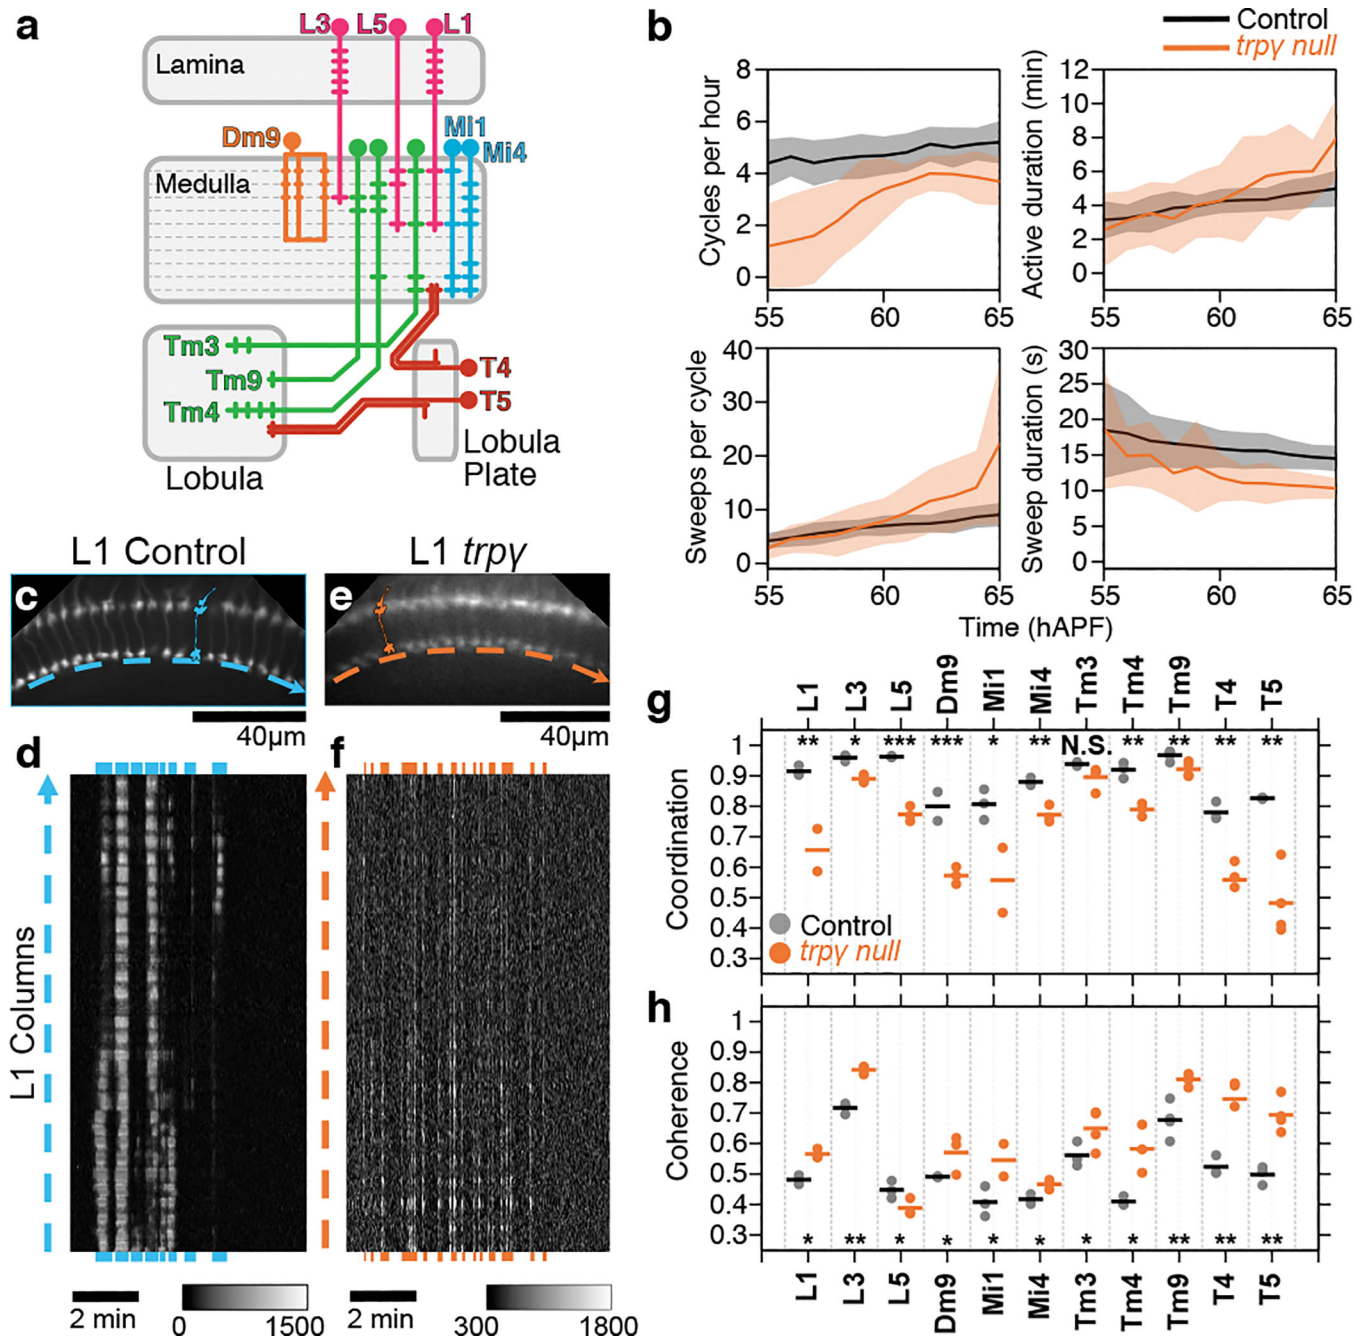 a
L3 L5 L1
Lamina
Dm9
Mi1
Mi4
Medulla
Tm3
Tm9
Tm4
T4
T5
Lobula
Lobula
Plate
b
Control
trpγ null
Cycles per hour
8
6
4
2
0
55 60 65
Active duration (min)
12
10
8
6
4
2
0
55 60 65
Sweeps per cycle
40
30
20
10
0
55 60 65
Sweep duration (s)
30
25
20
15
10
5
0
55 60 65
Time (hAPF)
L1 Control
c
40µm
L1 trpγ
e
40µm
d
L1 Columns
2 min
0 1500
f
2 min
300 1800
g
L1 L3 L5 Dm9 Mi1 Mi4 Tm3 Tm4 Tm9 T4 T5
** * *** *** * ** N.S. ** ** ** **
Coordination
1
0.9
0.8
0.7
0.6
0.5
0.4
0.3
Control
trpγ null
h
Coherence
1
0.9
0.8
0.7
0.6
0.5
0.4
0.3
* ** * * * * * * ** ** **
L1 L3 L5 Dm9 Mi1 Mi4 Tm3 Tm4 Tm9 T4 T5